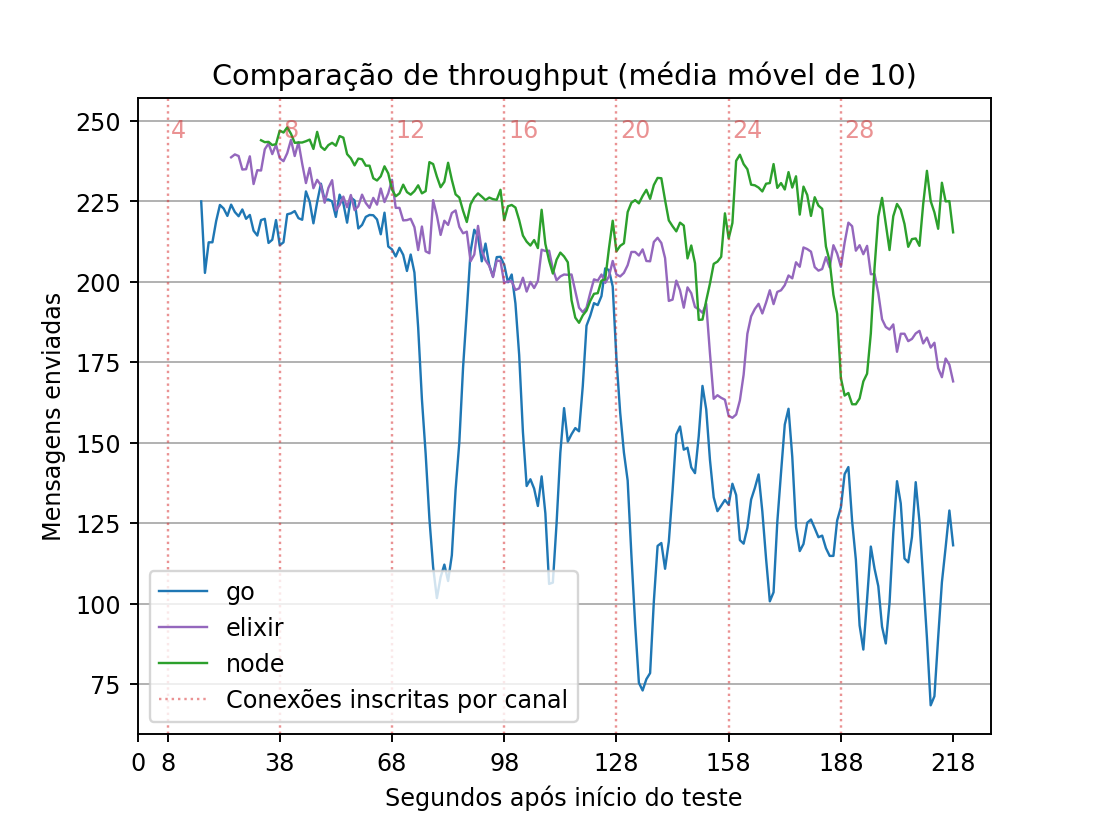 Comparação de throughput (média móvel de 10)
250
225
200
175
150
125
100
75
Mensagens enviadas
4
8
12
16
20
24
28
go
elixir
node
Conexões inscritas por canal
0 8 38 68 98 128 158 188 218
Segundos após início do teste